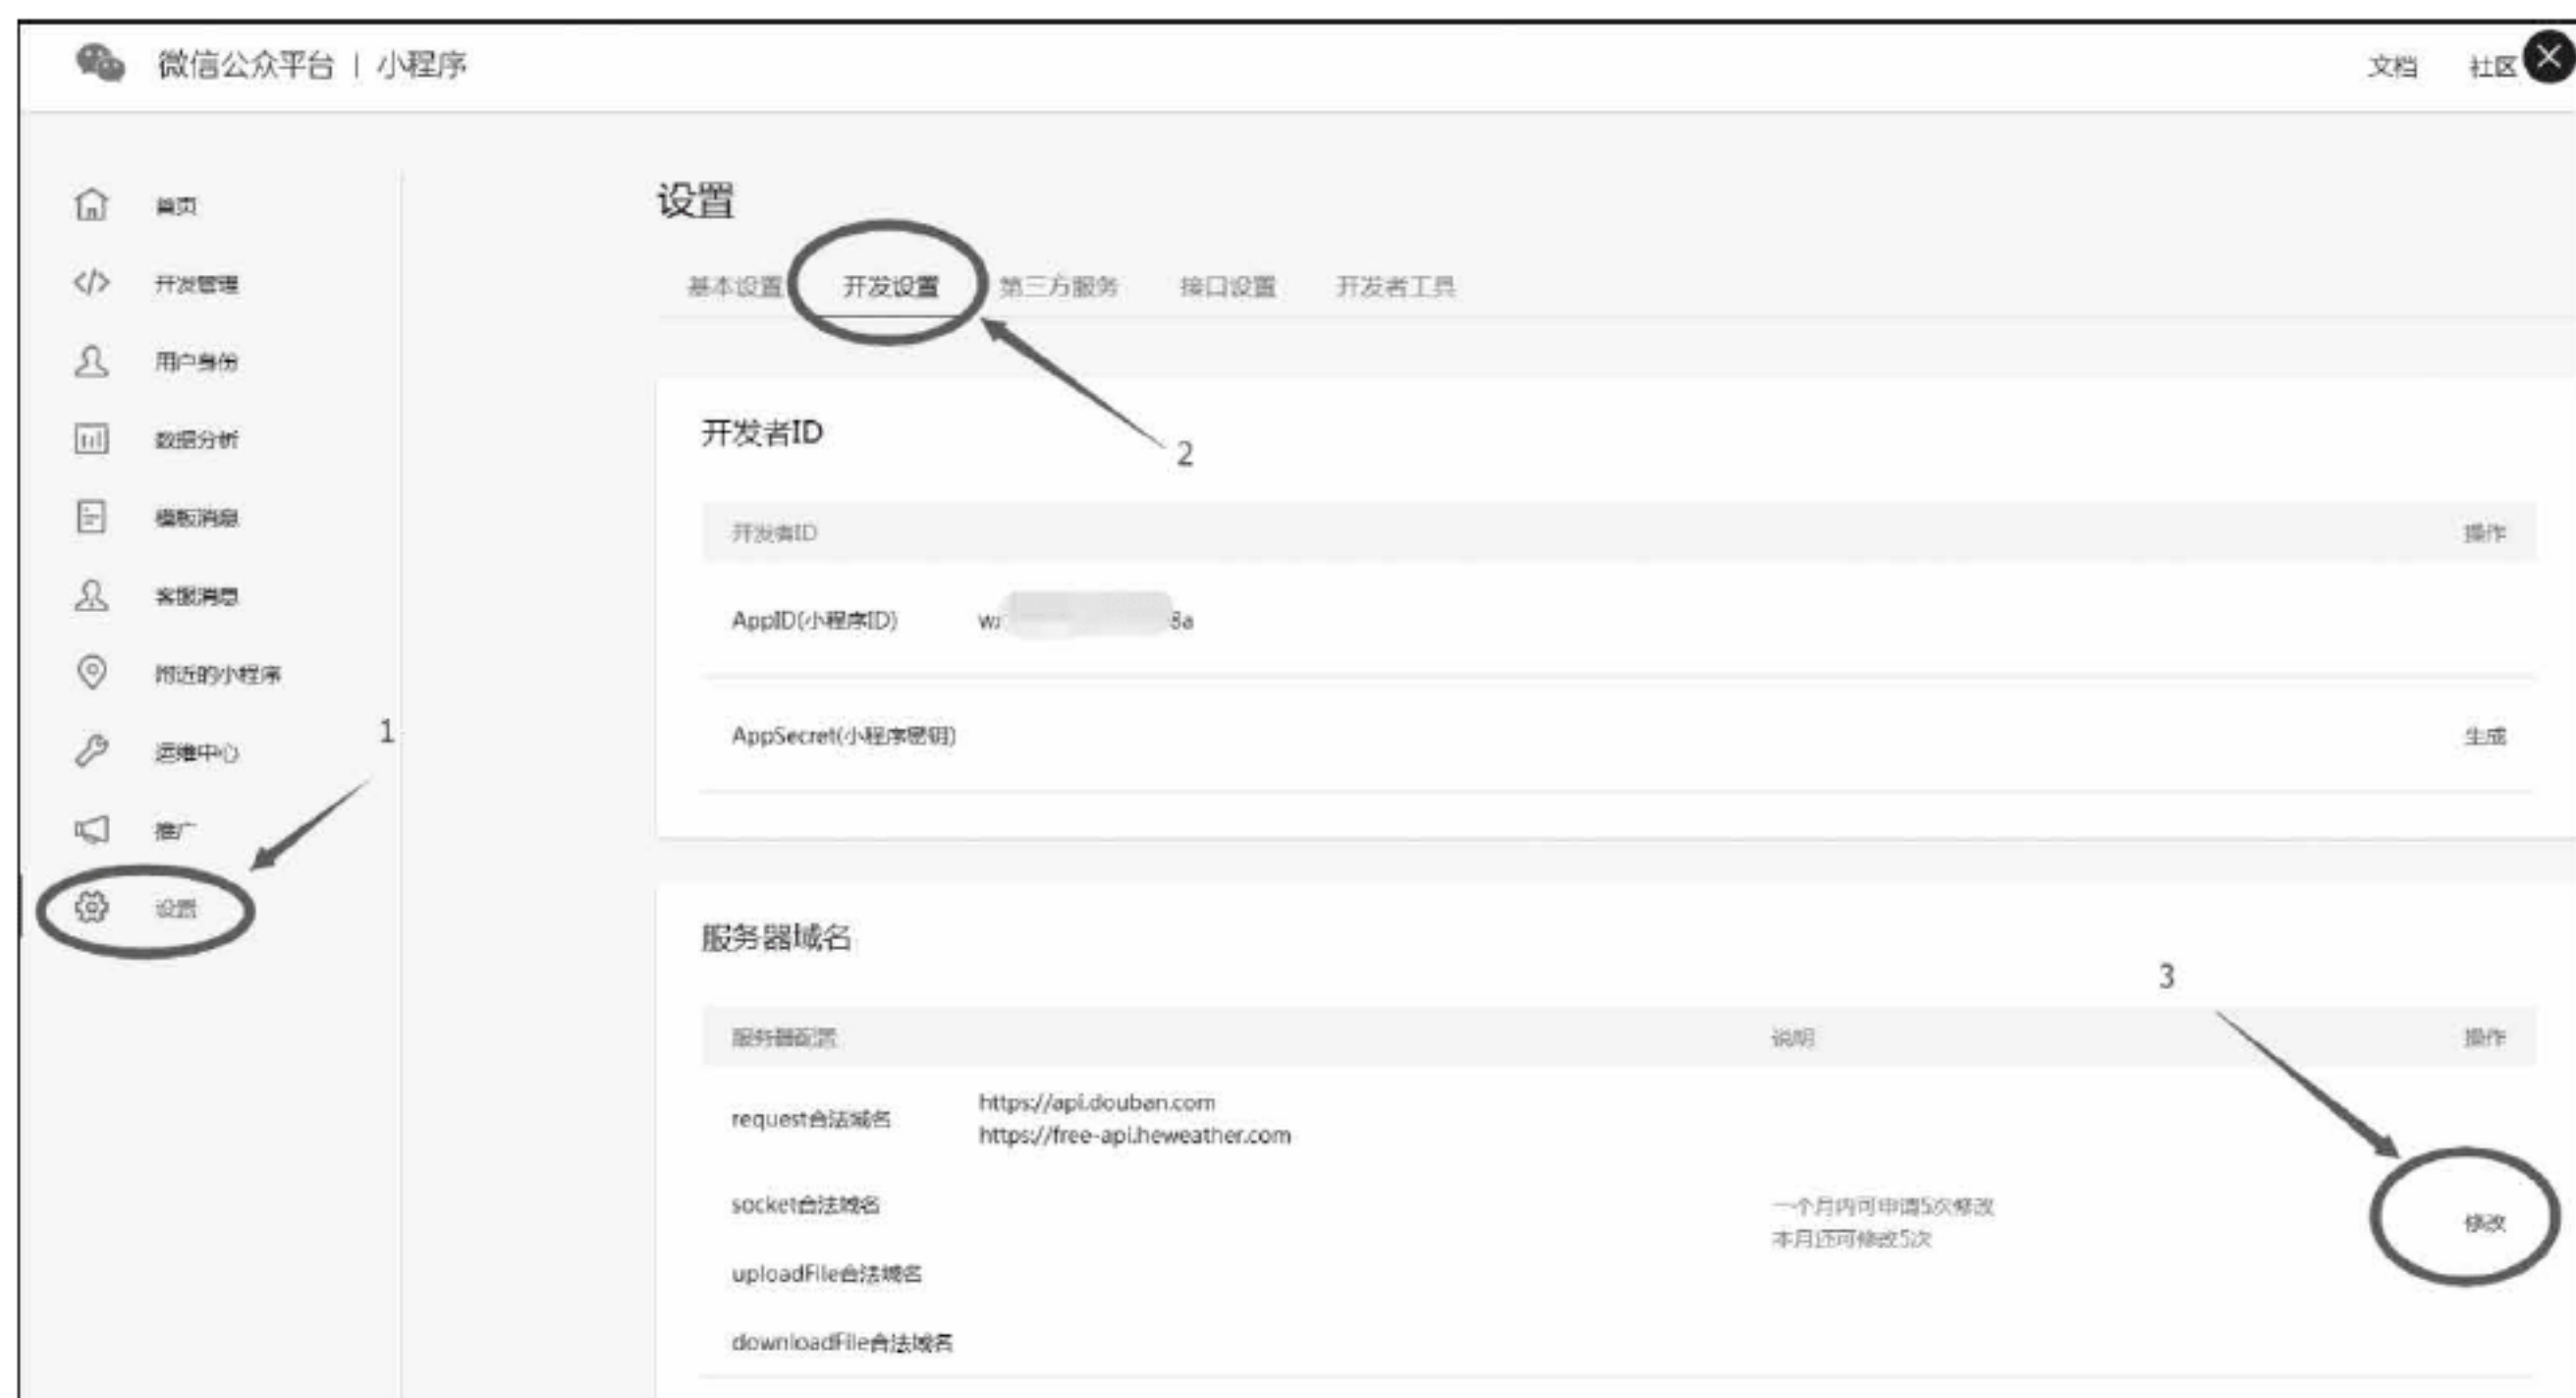 微信公众平台 | 小程序
文档 社区
首页
开发管理
用户身份
数据分析
模板消息
客服消息
附近的小程序
运维中心
推广
设置
1
设置
基本设置 开发设置 第三方服务 接口设置 开发者工具
2
开发者ID
开发者ID 操作
AppID(小程序ID) w 8a
AppSecret(小程序密钥) 生成
服务器域名
3
服务器配置 说明 操作
request合法域名 https://api.douban.com
https://free-api.heweather.com
socket合法域名 一个月内可申请5次修改
本月还可修改5次
修改
uploadFile合法域名
downloadFile合法域名